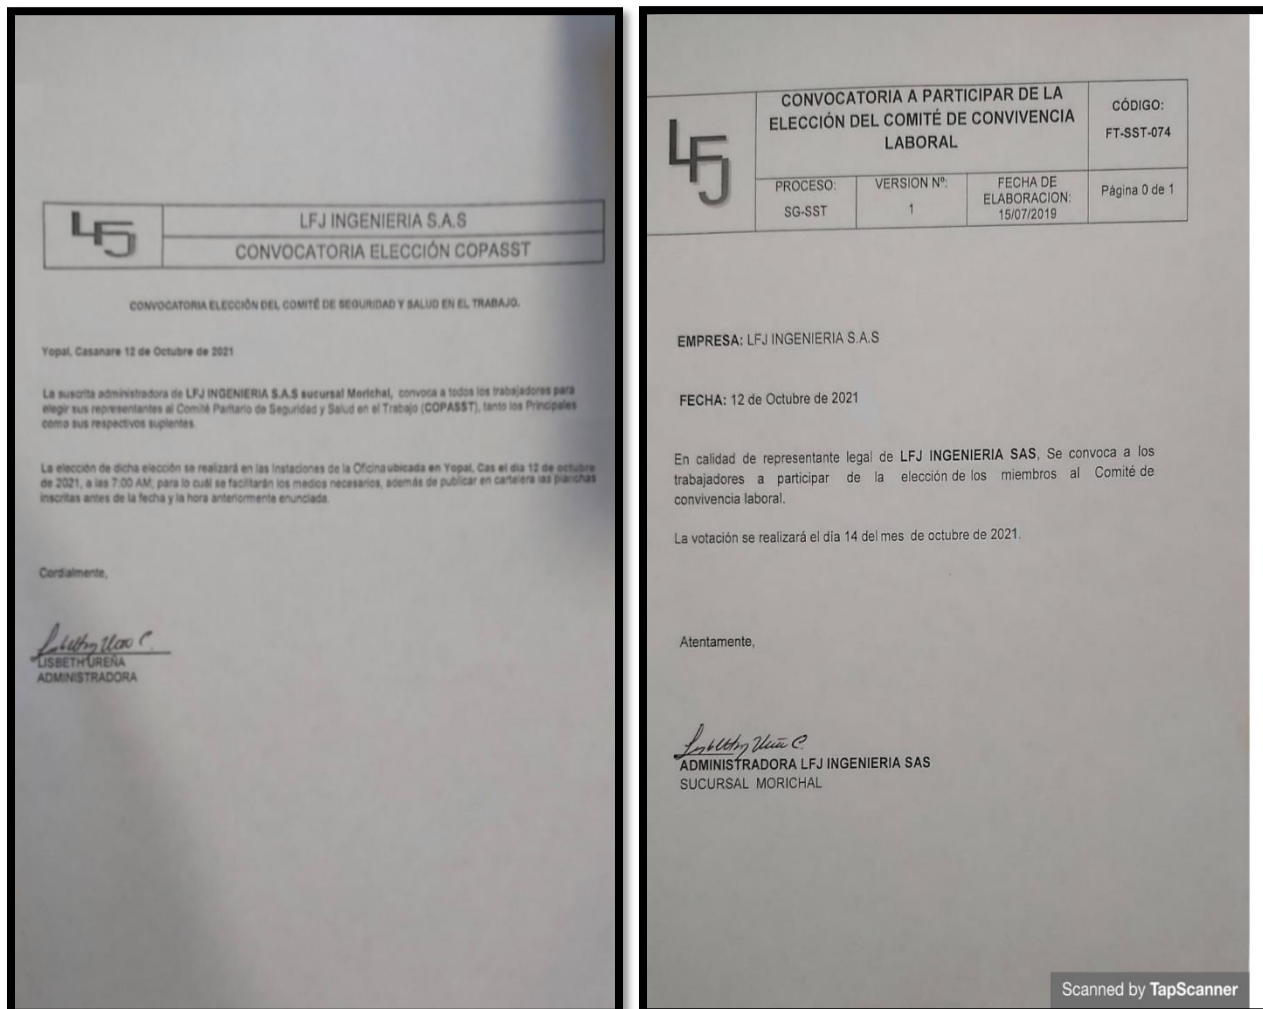 LFJ
LFJ INGENIERIA S.A.S
CONVOCATORIA ELECCIÓN COPASST
CONVOCATORIA ELECCIÓN DEL COMITÉ DE SEGURIDAD Y SALUD EN EL TRABAJO.
Yopal, Casanare 12 de Octubre de 2021
La suscrita administradora de LFJ INGENIERIA S.A.S sucursal Morichal, convoca a todos los trabajadores para
elegir sus representantes al Comité Paritario de Seguridad y Salud en el Trabajo (COPASST), tanto los Principales
como sus respectivos suplentes.
La elección de dicha elección se realizará en las Instaciones de la Oficina ubicada en Yopal, Cas el día 12 de octubre
de 2021, a las 7:00 AM, para lo cuál se facilitarán los medios necesarios, además de publicar en cartelera las planchas
inscritas antes de la fecha y la hora anteriormente enunciada.
Cordialmente,
LISBETH UREÑA
ADMINISTRADORA
LFJ
CONVOCATORIA A PARTICIPAR DE LA
ELECCIÓN DEL COMITÉ DE CONVIVENCIA
LABORAL
CÓDIGO:
FT-SST-074
PROCESO:
SG-SST
VERSION Nº:
1
FECHA DE
ELABORACION:
15/07/2019
Página 0 de 1
EMPRESA: LFJ INGENIERIA S.A.S
FECHA: 12 de Octubre de 2021
En calidad de representante legal de LFJ INGENIERIA SAS, Se convoca a los
trabajadores a participar de la elección de los miembros al Comité de
convivencia laboral.
La votación se realizará el día 14 del mes de octubre de 2021.
Atentamente,
ADMINISTRADORA LFJ INGENIERIA SAS
SUCURSAL MORICHAL
Scanned by TapScanner